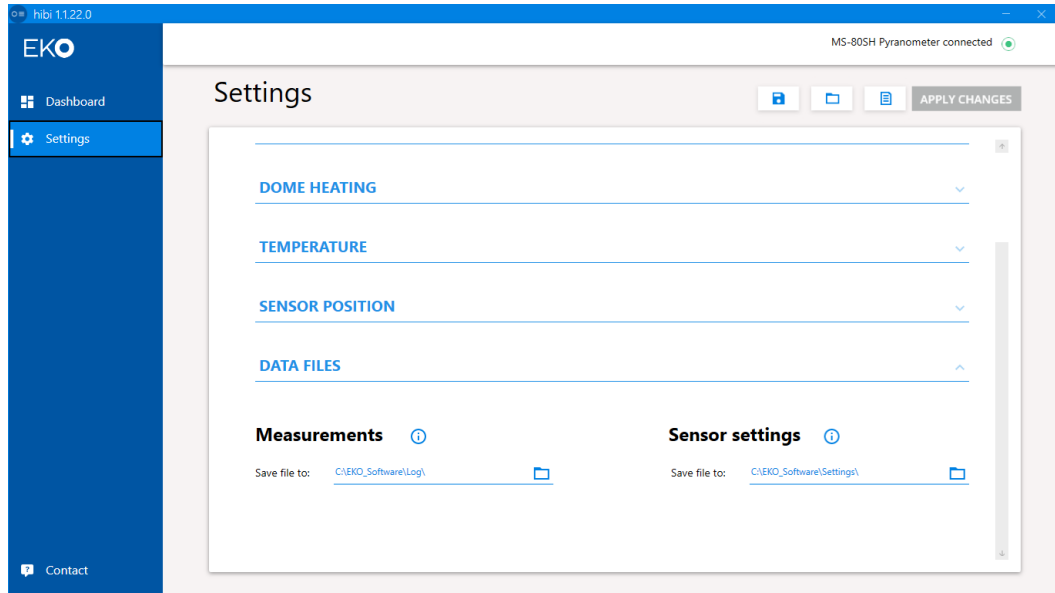 hibi 1.1.22.0
EKO
MS-80SH Pyranometer connected
Dashboard
Settings
Contact
Settings
APPLY CHANGES
DOME HEATING
TEMPERATURE
SENSOR POSITION
DATA FILES
Measurements
Save file to: C:\EKO_Software\Log\
Sensor settings
Save file to: C:\EKO_Software\Settings\